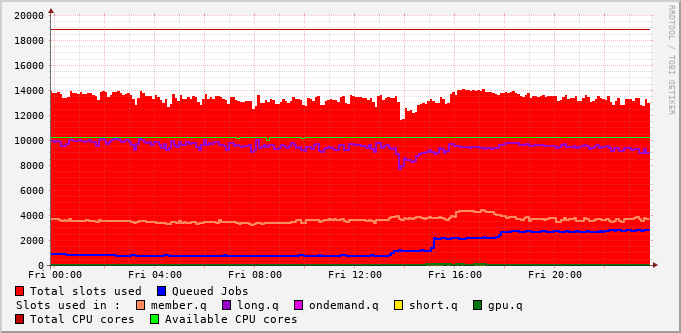 20000
18000
16000
14000
12000
10000
8000
6000
4000
2000
0
Fri 00:00 Fri 04:00 Fri 08:00 Fri 12:00 Fri 16:00 Fri 20:00
Total slots used Queued Jobs
Slots used in : member.q long.q ondemand.q short.q gpu.q
Total CPU cores Available CPU cores
RRDTOOL / TOBI OETIKER